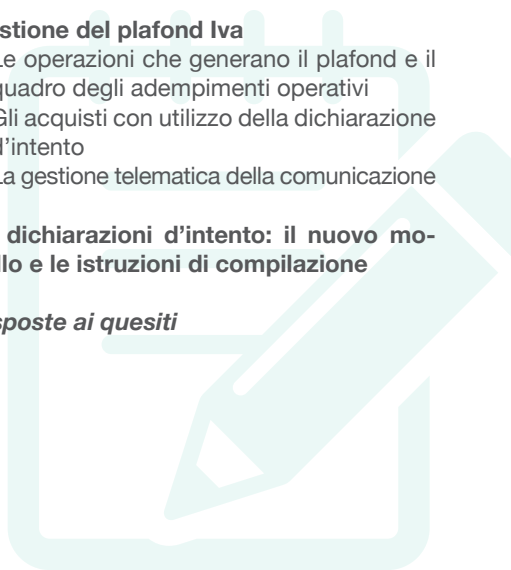 stione del plafond Iva
Le operazioni che generano il plafond e il
quadro degli adempimenti operativi
Gli acquisti con utilizzo della dichiarazione
d'intento
La gestione telematica della comunicazione
dichiarazioni d'intento: il nuovo mo-
llo e le istruzioni di compilazione
sposte ai quesiti